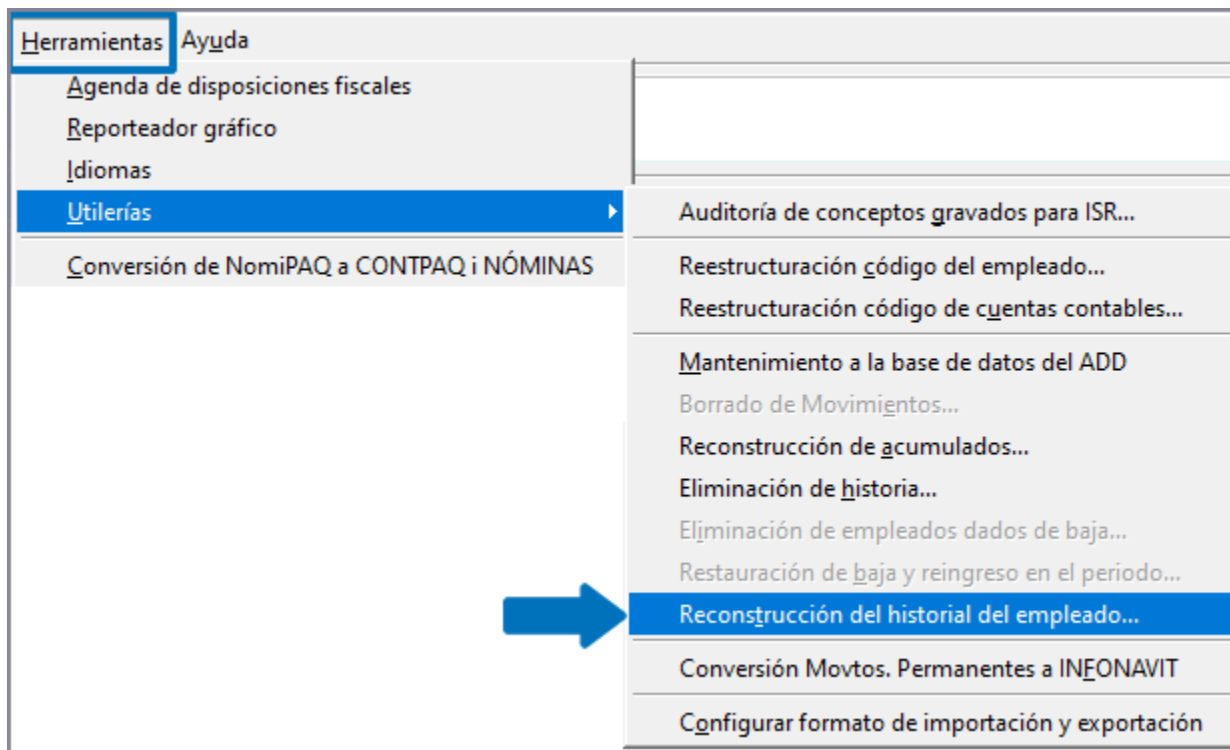 Herramientas Ayuda
Agenda de disposiciones fiscales
Reporteador gráfico
Idiomas
Utilerías
Conversión de NomiPAQ a CONTPAQ i NÓMINAS
Auditoría de conceptos gravados para ISR...
Reestructuración código del empleado...
Reestructuración código de cuentas contables...
Mantenimiento a la base de datos del ADD
Borrado de Movimientos...
Reconstrucción de acumulados...
Eliminación de historia...
Eliminación de empleados dados de baja...
Restauración de baja y reingreso en el periodo...
Reconstrucción del historial del empleado...
Conversión Movtos. Permanentes a INFONAVIT
Configurar formato de importación y exportación